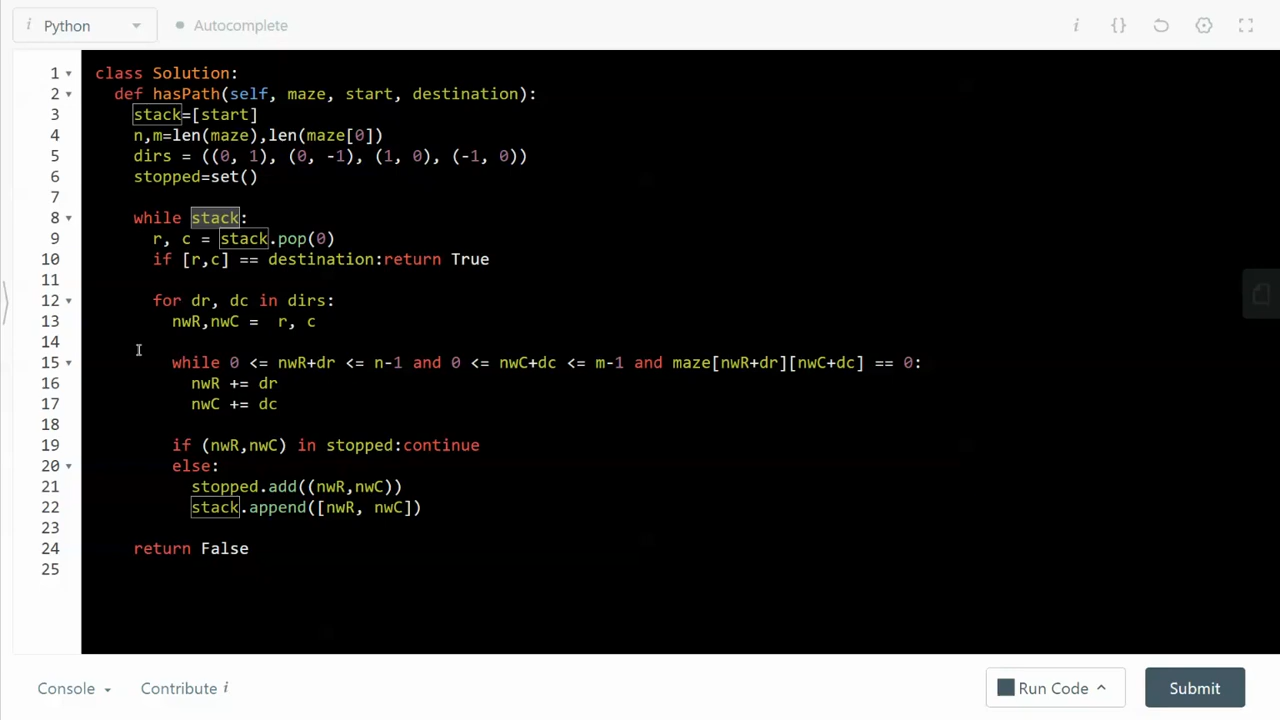 i Python
Autocomplete
i {}
1 class Solution:
2 def hasPath(self, maze, start, destination):
3 stack=[start]
4 n,m=len(maze),len(maze[0])
5 dirs = ((0, 1), (0, -1), (1, 0), (-1, 0))
6 stopped=set()
7
8 while stack:
9 r, c = stack.pop(0)
10 if [r,c] == destination:return True
11
12 for dr, dc in dirs:
13 nwR,nwC =  r, c
14
15 while 0 <= nwR+dr <= n-1 and 0 <= nwC+dc <= m-1 and maze[nwR+dr][nwC+dc] == 0:
16 nwR += dr
17 nwC += dc
18
19 if (nwR,nwC) in stopped:continue
20 else:
21 stopped.add((nwR,nwC))
22 stack.append([nwR, nwC])
23
24 return False
25
Console
Contribute i
Run Code
Submit